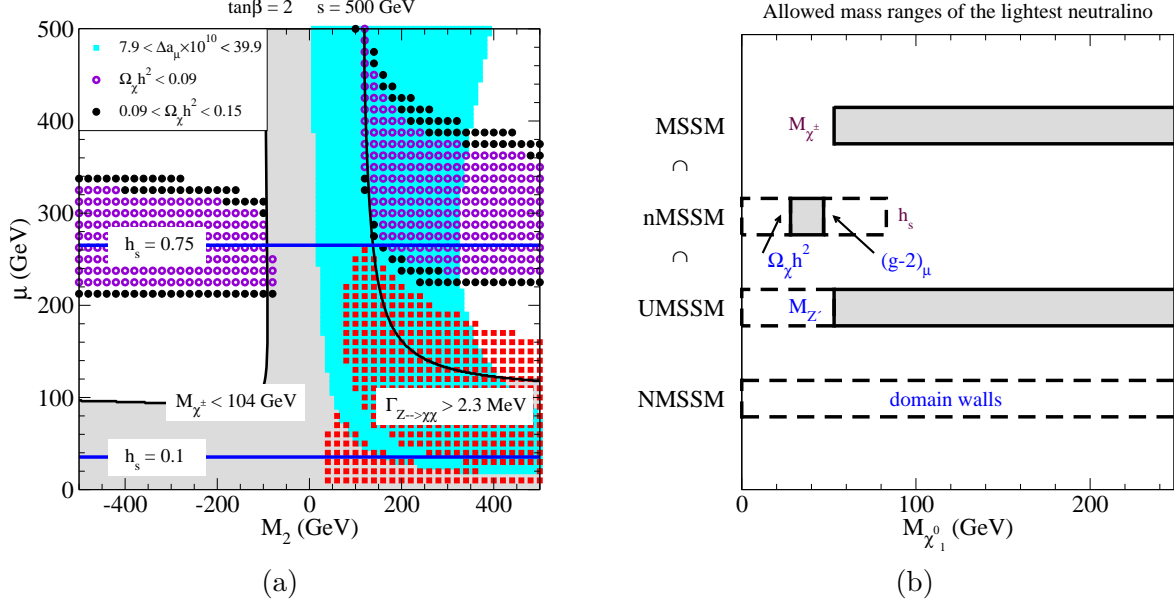 tanβ = 2 s = 500 GeV
500
400
300
200
100
0
μ (GeV)
7.9 < Δa_μ×10^10 < 39.9
Ω_χh^2 < 0.09
0.09 < Ω_χh^2 < 0.15
h_s = 0.75
M_χ± < 104 GeV
Γ_Z-->χχ > 2.3 MeV
h_s = 0.1
-400 -200 0 200 400
M_2 (GeV)
(a)
Allowed mass ranges of the lightest neutralino
MSSM
M_χ±
∩
nMSSM
h_s
Ω_χh^2
(g-2)_μ
∩
UMSSM
M_Z´
NMSSM
domain walls
0 100 200
M_χ^0_1 (GeV)
(b)